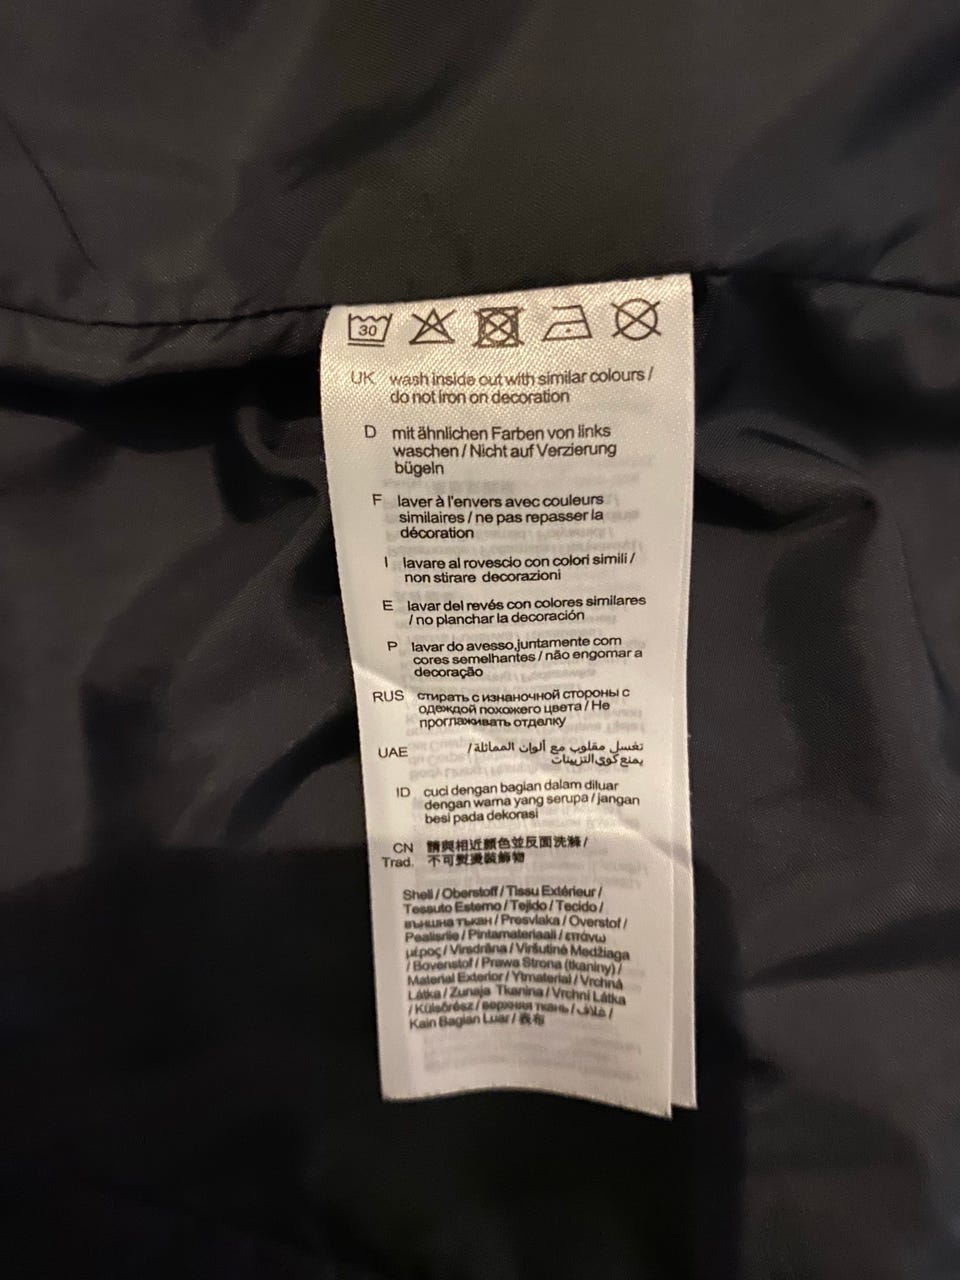 30
UK wash inside out with similar colours /
do not iron on decoration
D mit ähnlichen Farben von links
waschen / Nicht auf Verzierung
bügeln
F laver à l'envers avec couleurs
similaires / ne pas repasser la
décoration
I lavare al rovescio con colori simili /
non stirare decorazioni
E lavar del revés con colores similares
/ no planchar la decoración
P lavar do avesso,juntamente com
cores semelhantes / não engomar a
decoração
RUS стирать с изнаночной стороны с
одеждой похожего цвета / Не
проглаживать отделку
UAE تغسل مقلوب مع ألوان المماثلة /
يمنع كوي التزيينات
ID cuci dengan bagian dalam diluar
dengan warna yang serupa / jangan
besi pada dekorasi
CN 請與相近顏色並反面洗滌 /
Trad. 不可熨燙裝飾物
Shell / Oberstoff / Tissu Extérieur /
Tessuto Esterno / Tejido / Tecido /
външна тъкан / Presvlaka / Overstof /
Pealisriie / Pintamateriaali / επάνω
μέρος / Virsdrāna / Viršutinė Medžiaga
/ Bovenstof / Prawa Strona (tkaniny) /
Material Exterior / Ytmaterial / Vrchná
Látka / Zunaja Tkanina / Vrchní Látka
/ Külsőrész / верхняя ткань / غلاف /
Kain Bagian Luar / 表布